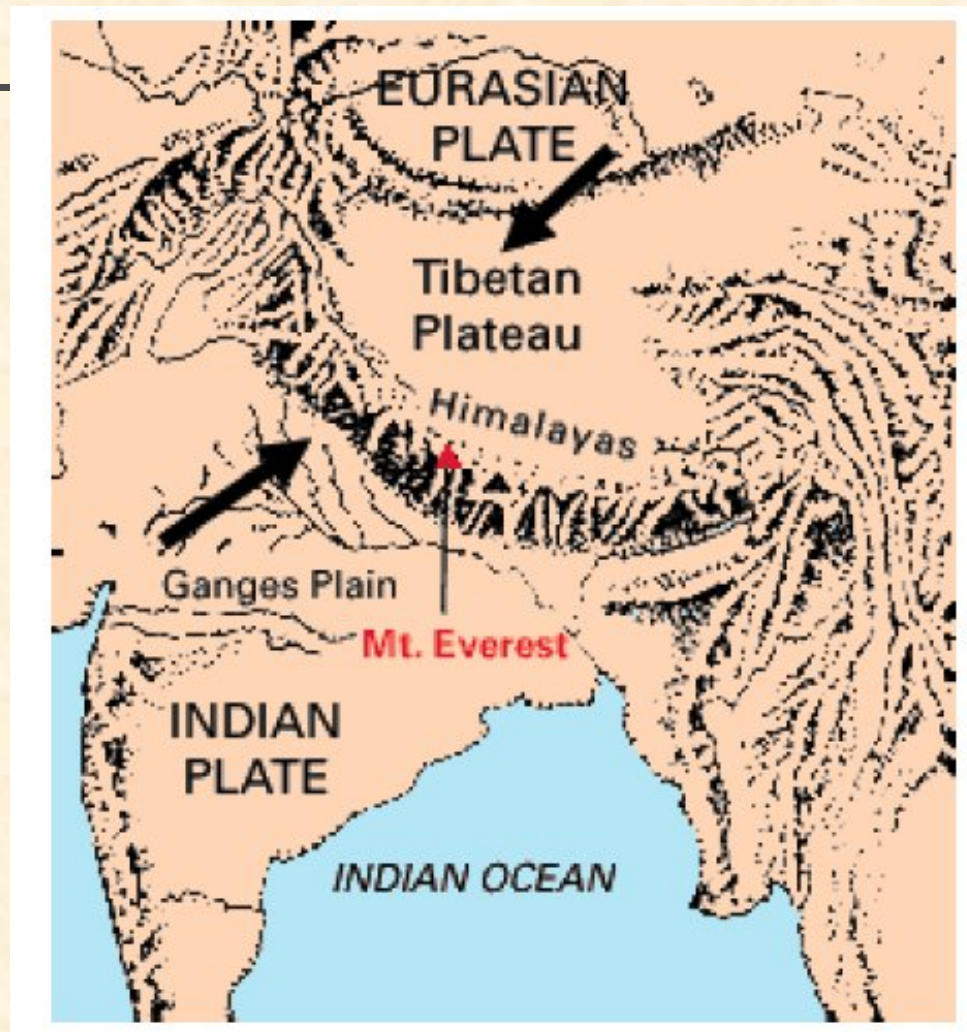 EURASIAN
PLATE
Tibetan
Plateau
Himalayas
Ganges Plain
Mt. Everest
INDIAN
PLATE
INDIAN OCEAN